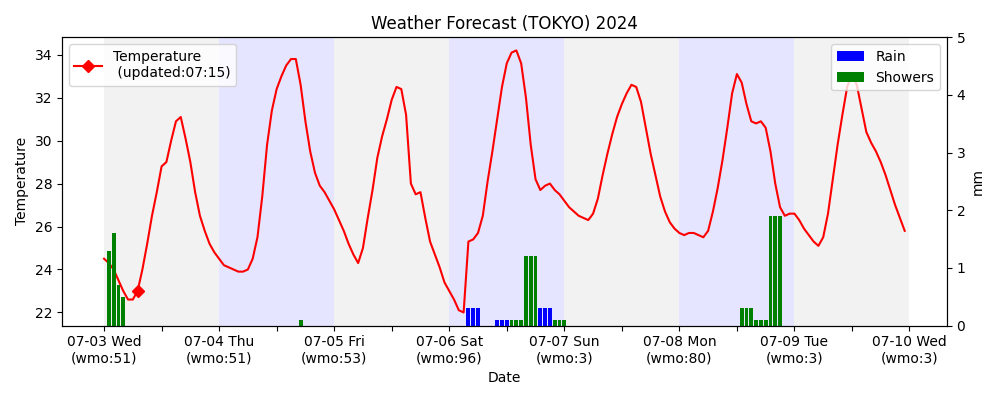 Weather Forecast (TOKYO) 2024
Temperature
(updated:07:15)
Rain
Showers
34
32
30
28
26
24
22
Temperature
5
4
3
2
1
0
mm
07-03 Wed
(wmo:51)
07-04 Thu
(wmo:51)
07-05 Fri
(wmo:53)
07-06 Sat
(wmo:96)
07-07 Sun
(wmo:3)
07-08 Mon
(wmo:80)
07-09 Tue
(wmo:3)
07-10 Wed
(wmo:3)
Date